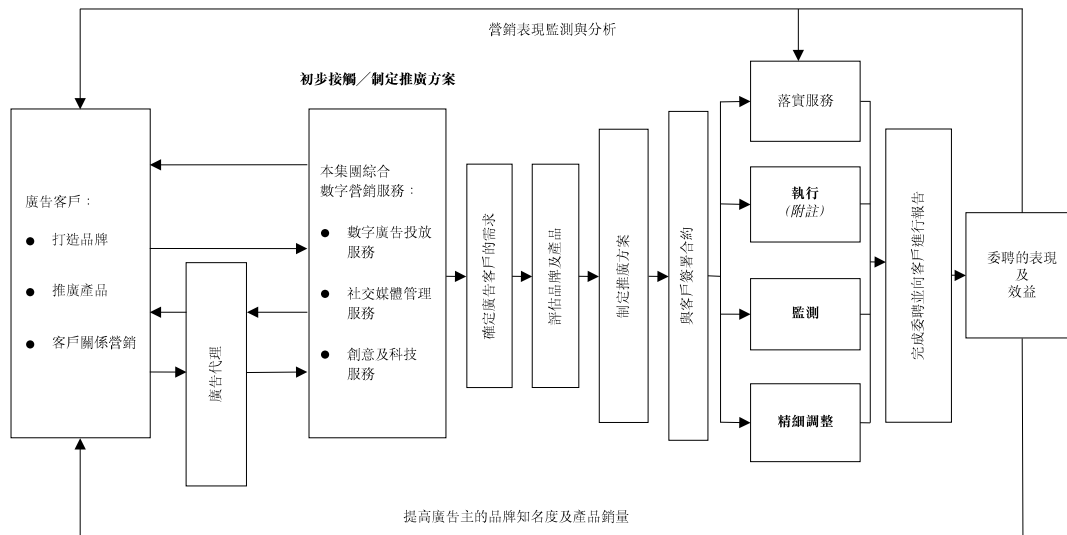 營銷表現監測與分析
初步接觸／制定推廣方案
廣告客戶：
● 打造品牌
● 推廣產品
● 客戶關係營銷
廣告代理
本集團綜合
數字營銷服務：
● 數字廣告投放
服務
● 社交媒體管理
服務
● 創意及科技
服務
確定廣告客戶的需求
評估品牌及產品
制定推廣方案
與客戶簽署合約
落實服務
執行
(附註)
監測
精細調整
完成委聘並向客戶進行報告
委聘的表現
及
效益
提高廣告主的品牌知名度及產品銷量